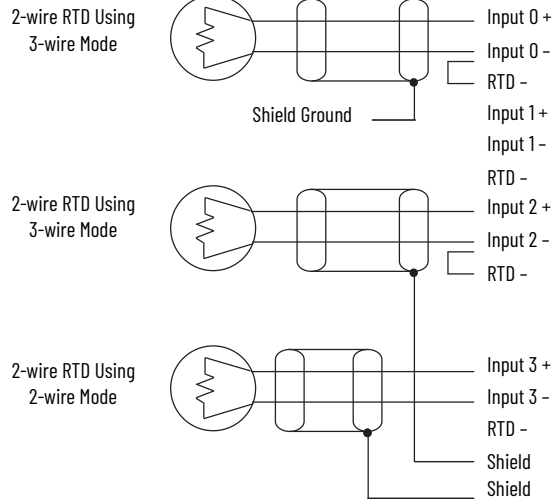 2-wire RTD Using
3-wire Mode
Input 0 +
Input 0 –
RTD –
Shield Ground
Input 1 +
Input 1 –
RTD –
2-wire RTD Using
3-wire Mode
Input 2 +
Input 2 –
RTD –
2-wire RTD Using
2-wire Mode
Input 3 +
Input 3 –
RTD –
Shield
Shield